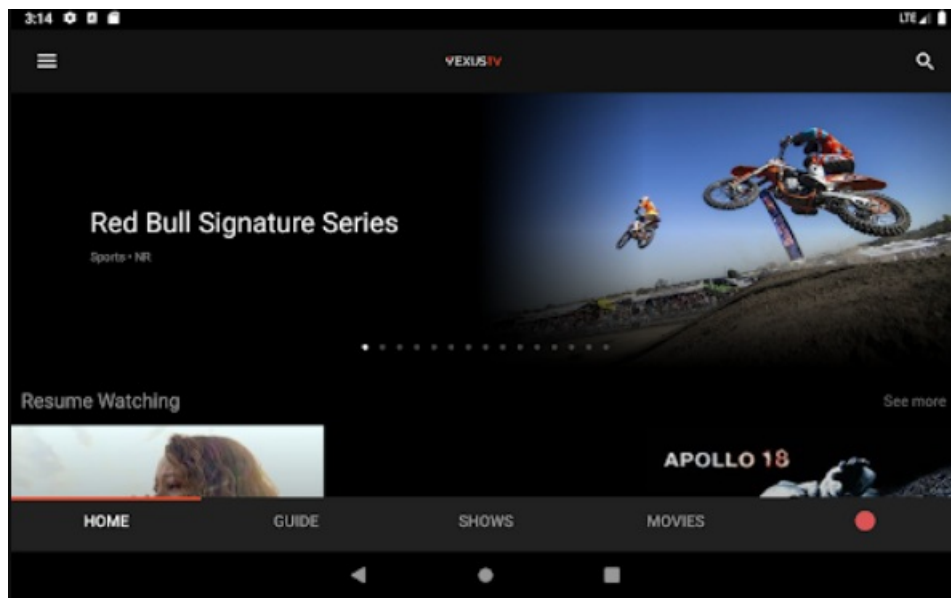 3:14
LTE
VEXUSTV
Red Bull Signature Series
Sports • NR
Resume Watching
See more
APOLLO 18
HOME
GUIDE
SHOWS
MOVIES